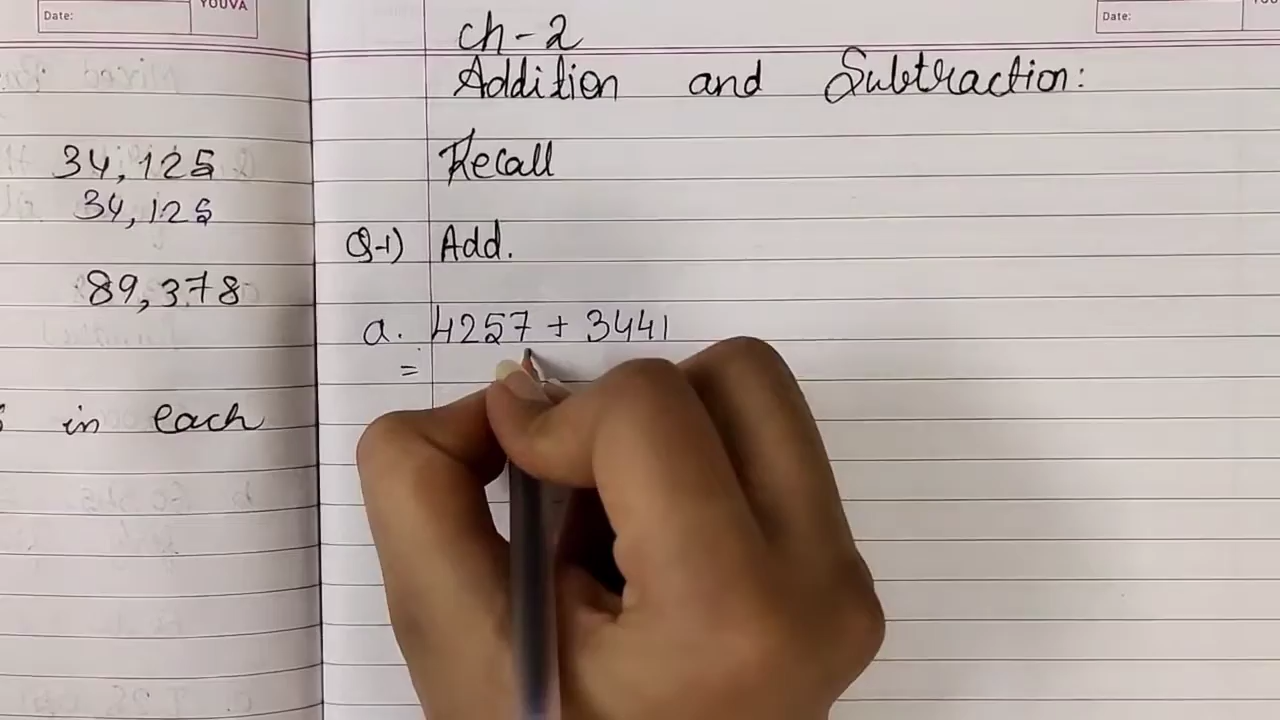 YOUVA
Date:
34,125
34,125
89,378
in each
Date:
Ch-2
Addition and Subtraction:
Recall
Q-1) Add.
a. 4257 + 3441
=